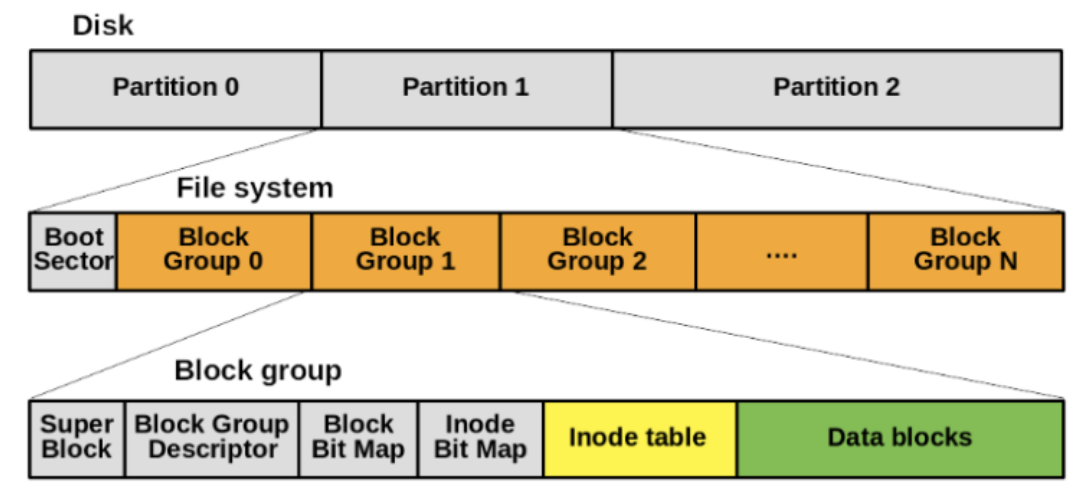 Disk
Partition 0
Partition 1
Partition 2
File system
Boot
Sector
Block
Group 0
Block
Group 1
Block
Group 2
....
Block
Group N
Block group
Super
Block
Block Group
Descriptor
Block
Bit Map
Inode
Bit Map
Inode table
Data blocks